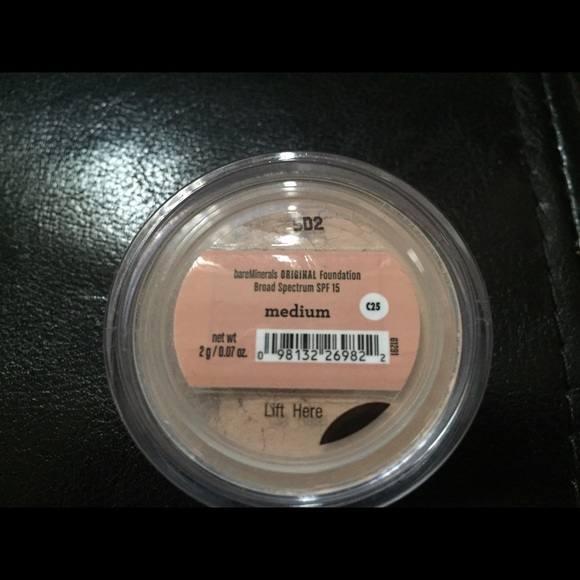 5D2
bareMinerals ORIGINAL Foundation
Broad Spectrum SPF 15
medium
C25
net wt
2 g / 0.07 oz.
0 98132 26982 2
Lift Here